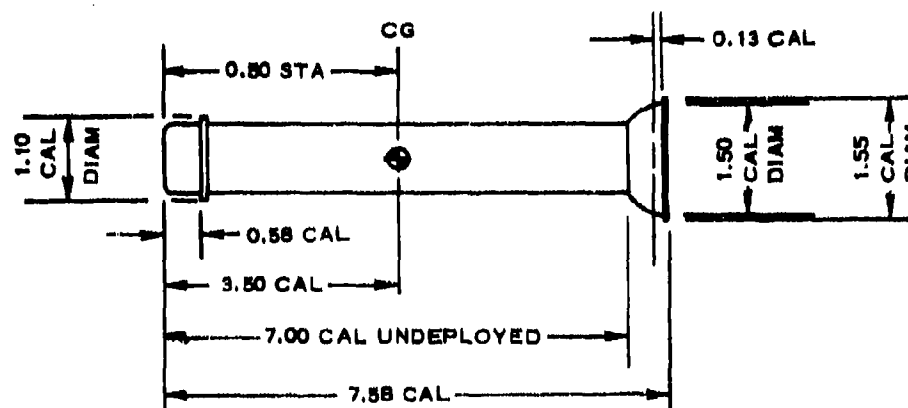 CG
0.13 CAL
0.50 STA
1.10
CAL
DIAM
1.50
CAL
DIAM
1.55
CAL
0.58 CAL
3.50 CAL
7.00 CAL UNDEPLOYED
7.58 CAL